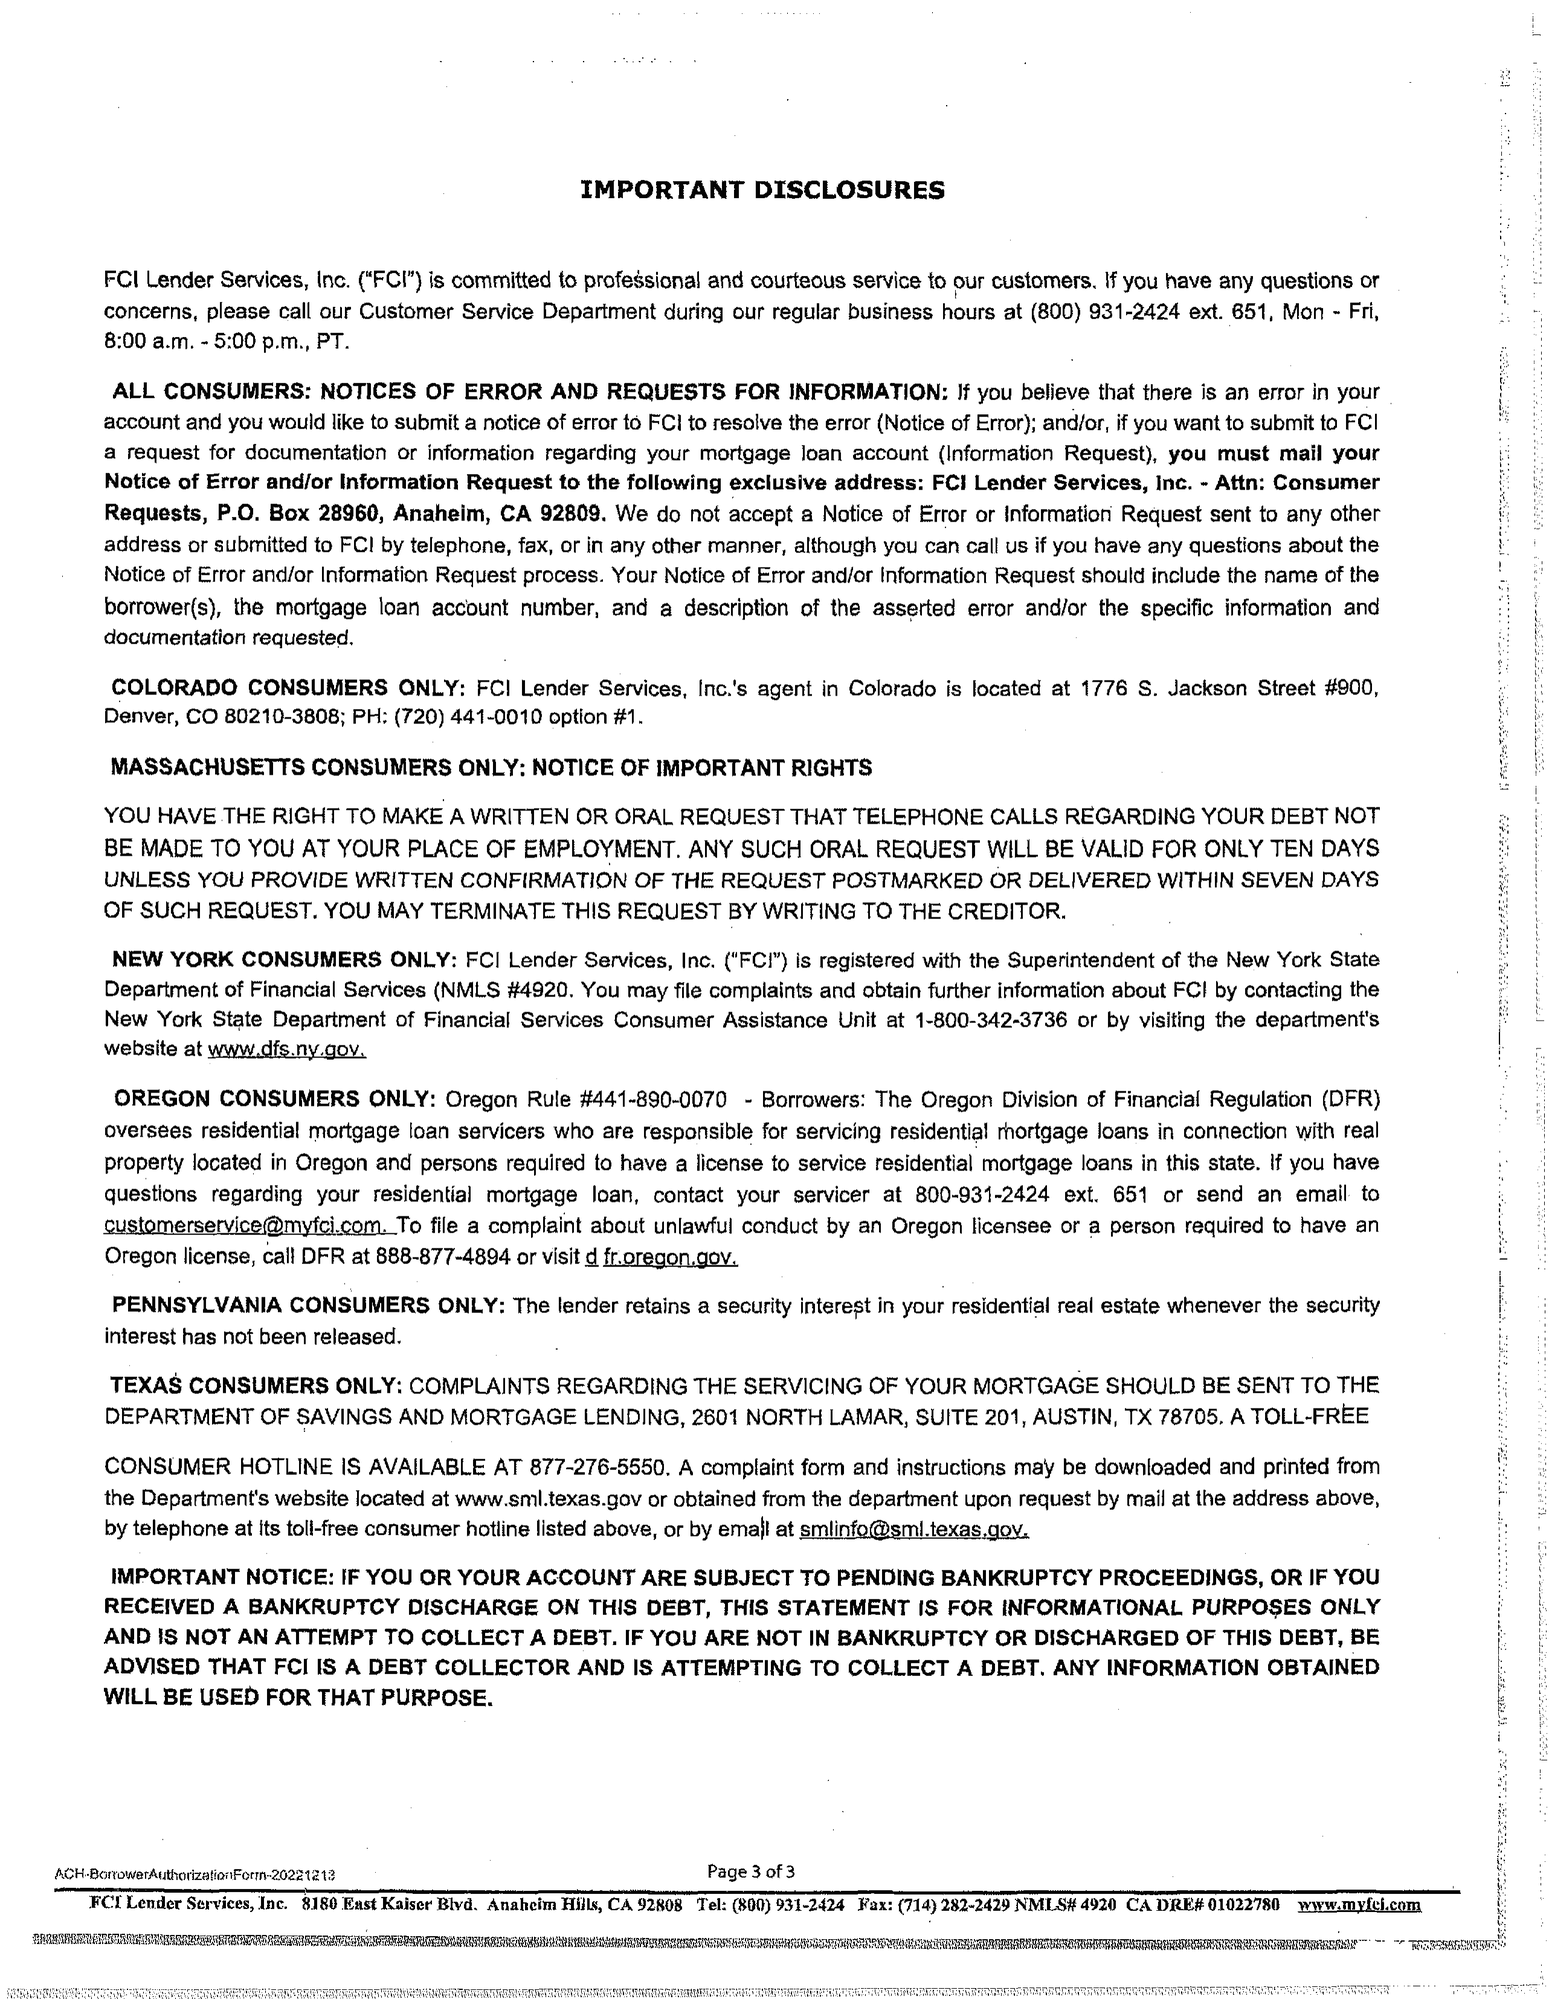 IMPORTANT DISCLOSURES
FCI Lender Services, Inc. ("FCI") is committed to professional and courteous service to our customers. If you have any questions or
concerns, please call our Customer Service Department during our regular business hours at (800) 931-2424 ext. 651, Mon - Fri,
8:00 a.m. - 5:00 p.m., PT.
ALL CONSUMERS: NOTICES OF ERROR AND REQUESTS FOR INFORMATION: If you believe that there is an error in your
account and you would like to submit a notice of error to FCI to resolve the error (Notice of Error); and/or, if you want to submit to FCI
a request for documentation or information regarding your mortgage loan account (Information Request), you must mail your
Notice of Error and/or Information Request to the following exclusive address: FCI Lender Services, Inc. - Attn: Consumer
Requests, P.O. Box 28960, Anaheim, CA 92809. We do not accept a Notice of Error or Information Request sent to any other
address or submitted to FCI by telephone, fax, or in any other manner, although you can call us if you have any questions about the
Notice of Error and/or Information Request process. Your Notice of Error and/or Information Request should include the name of the
borrower(s), the mortgage loan account number, and a description of the asserted error and/or the specific information and
documentation requested.
COLORADO CONSUMERS ONLY: FCI Lender Services, Inc.'s agent in Colorado is located at 1776 S. Jackson Street #900,
Denver, CO 80210-3808; PH: (720) 441-0010 option #1.
MASSACHUSETTS CONSUMERS ONLY: NOTICE OF IMPORTANT RIGHTS
YOU HAVE THE RIGHT TO MAKE A WRITTEN OR ORAL REQUEST THAT TELEPHONE CALLS REGARDING YOUR DEBT NOT
BE MADE TO YOU AT YOUR PLACE OF EMPLOYMENT. ANY SUCH ORAL REQUEST WILL BE VALID FOR ONLY TEN DAYS
UNLESS YOU PROVIDE WRITTEN CONFIRMATION OF THE REQUEST POSTMARKED OR DELIVERED WITHIN SEVEN DAYS
OF SUCH REQUEST. YOU MAY TERMINATE THIS REQUEST BY WRITING TO THE CREDITOR.
NEW YORK CONSUMERS ONLY: FCI Lender Services, Inc. ("FCI") is registered with the Superintendent of the New York State
Department of Financial Services (NMLS #4920. You may file complaints and obtain further information about FCI by contacting the
New York State Department of Financial Services Consumer Assistance Unit at 1-800-342-3736 or by visiting the department's
website at www.dfs.ny.gov.
OREGON CONSUMERS ONLY: Oregon Rule #441-890-0070 - Borrowers: The Oregon Division of Financial Regulation (DFR)
oversees residential mortgage loan servicers who are responsible for servicing residential mortgage loans in connection with real
property located in Oregon and persons required to have a license to service residential mortgage loans in this state. If you have
questions regarding your residential mortgage loan, contact your servicer at 800-931-2424 ext. 651 or send an email to
customerservice@myfci.com. To file a complaint about unlawful conduct by an Oregon licensee or a person required to have an
Oregon license, call DFR at 888-877-4894 or visit d fr.oregon.gov.
PENNSYLVANIA CONSUMERS ONLY: The lender retains a security interest in your residential real estate whenever the security
interest has not been released.
TEXAS CONSUMERS ONLY: COMPLAINTS REGARDING THE SERVICING OF YOUR MORTGAGE SHOULD BE SENT TO THE
DEPARTMENT OF SAVINGS AND MORTGAGE LENDING, 2601 NORTH LAMAR, SUITE 201, AUSTIN, TX 78705. A TOLL-FREE
CONSUMER HOTLINE IS AVAILABLE AT 877-276-5550. A complaint form and instructions may be downloaded and printed from
the Department's website located at www.sml.texas.gov or obtained from the department upon request by mail at the address above,
by telephone at its toll-free consumer hotline listed above, or by email at smlinfo@sml.texas.gov.
IMPORTANT NOTICE: IF YOU OR YOUR ACCOUNT ARE SUBJECT TO PENDING BANKRUPTCY PROCEEDINGS, OR IF YOU
RECEIVED A BANKRUPTCY DISCHARGE ON THIS DEBT, THIS STATEMENT IS FOR INFORMATIONAL PURPOSES ONLY
AND IS NOT AN ATTEMPT TO COLLECT A DEBT. IF YOU ARE NOT IN BANKRUPTCY OR DISCHARGED OF THIS DEBT, BE
ADVISED THAT FCI IS A DEBT COLLECTOR AND IS ATTEMPTING TO COLLECT A DEBT. ANY INFORMATION OBTAINED
WILL BE USED FOR THAT PURPOSE.
ACH-BorrowerAuthorizationForm-20221213
Page 3 of 3
FCI Lender Services, Inc. 8180 East Kaiser Blvd. Anaheim Hills, CA 92808 Tel: (800) 931-2424 Fax: (714) 282-2429 NMLS# 4920 CA DRE# 01022780 www.myfci.com